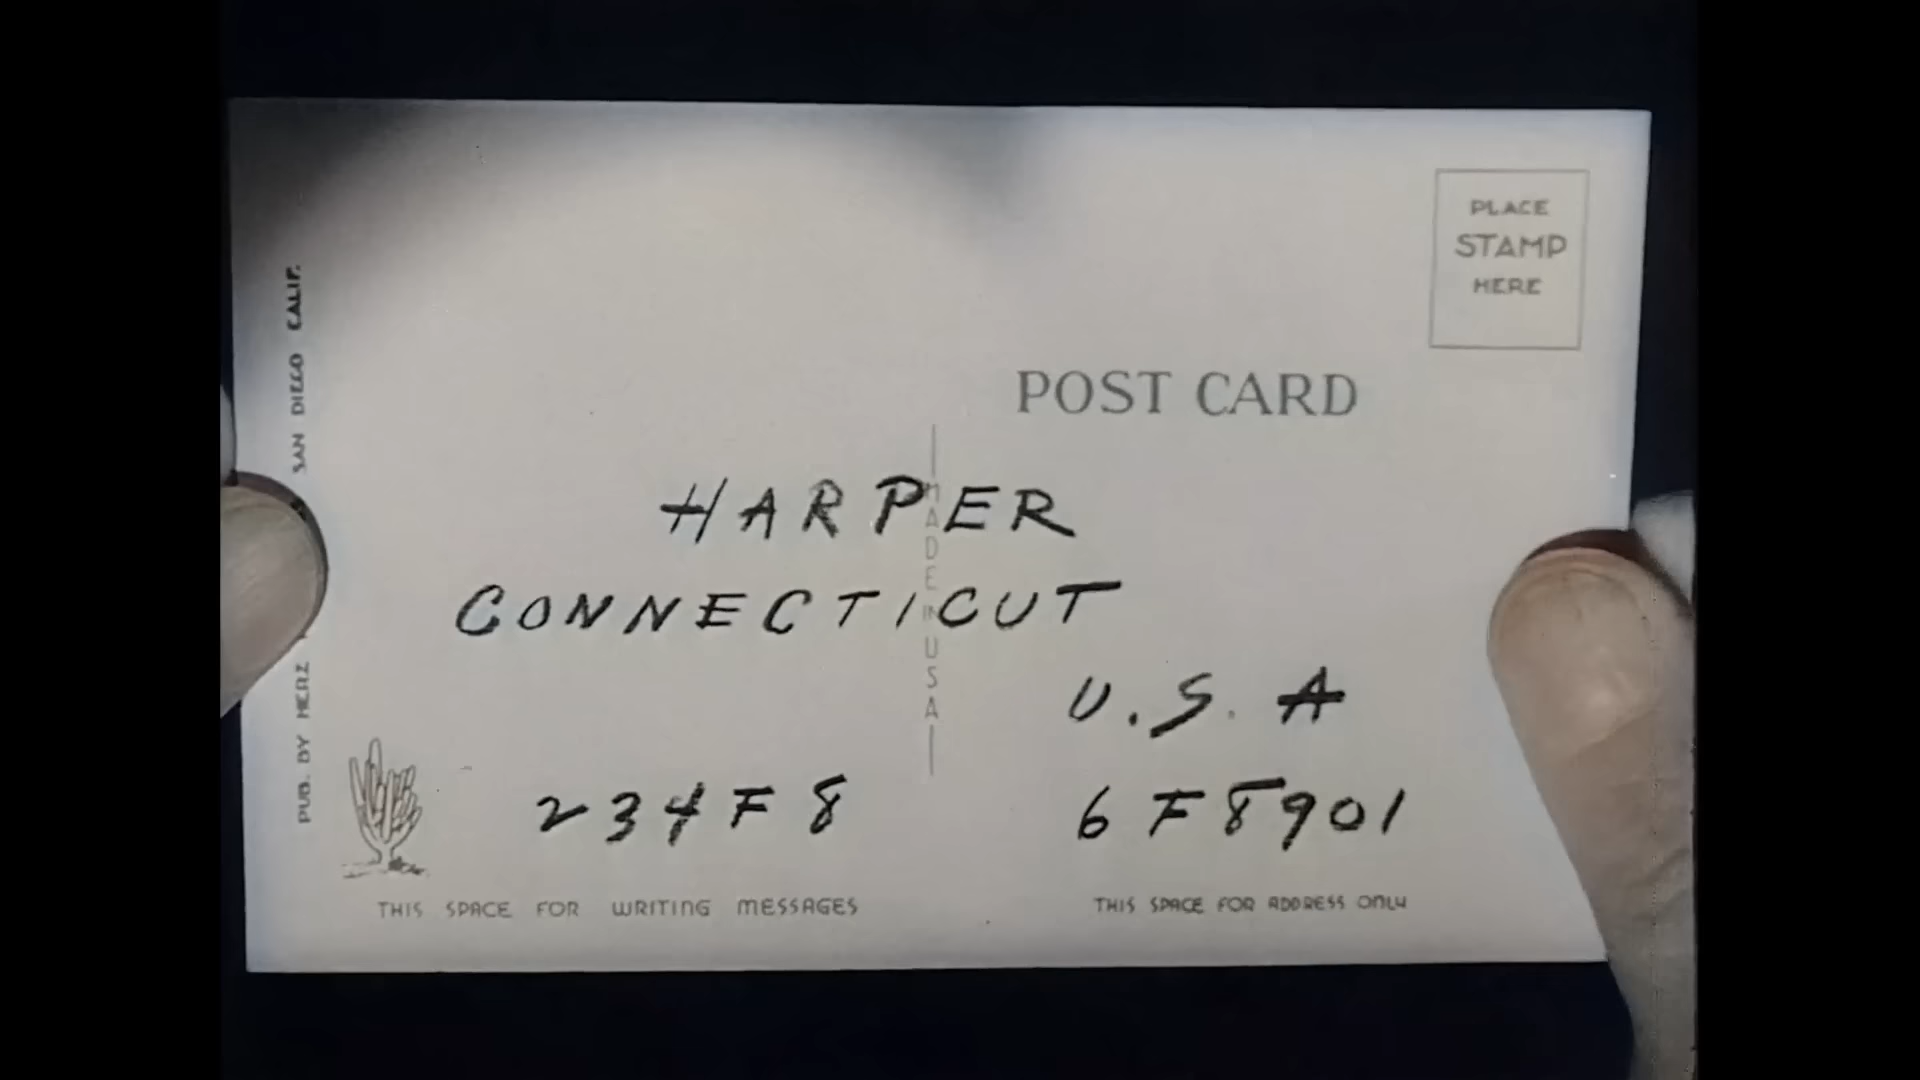 PLACE
STAMP
HERE
POST CARD
HARPER
CONNECTICUT
U.S.A
234F8
6F8901
THIS SPACE FOR WRITING MESSAGES
THIS SPACE FOR ADDRESS ONLY
MADE IN USA
PUB. BY HERZ SAN DIEGO CALIF.